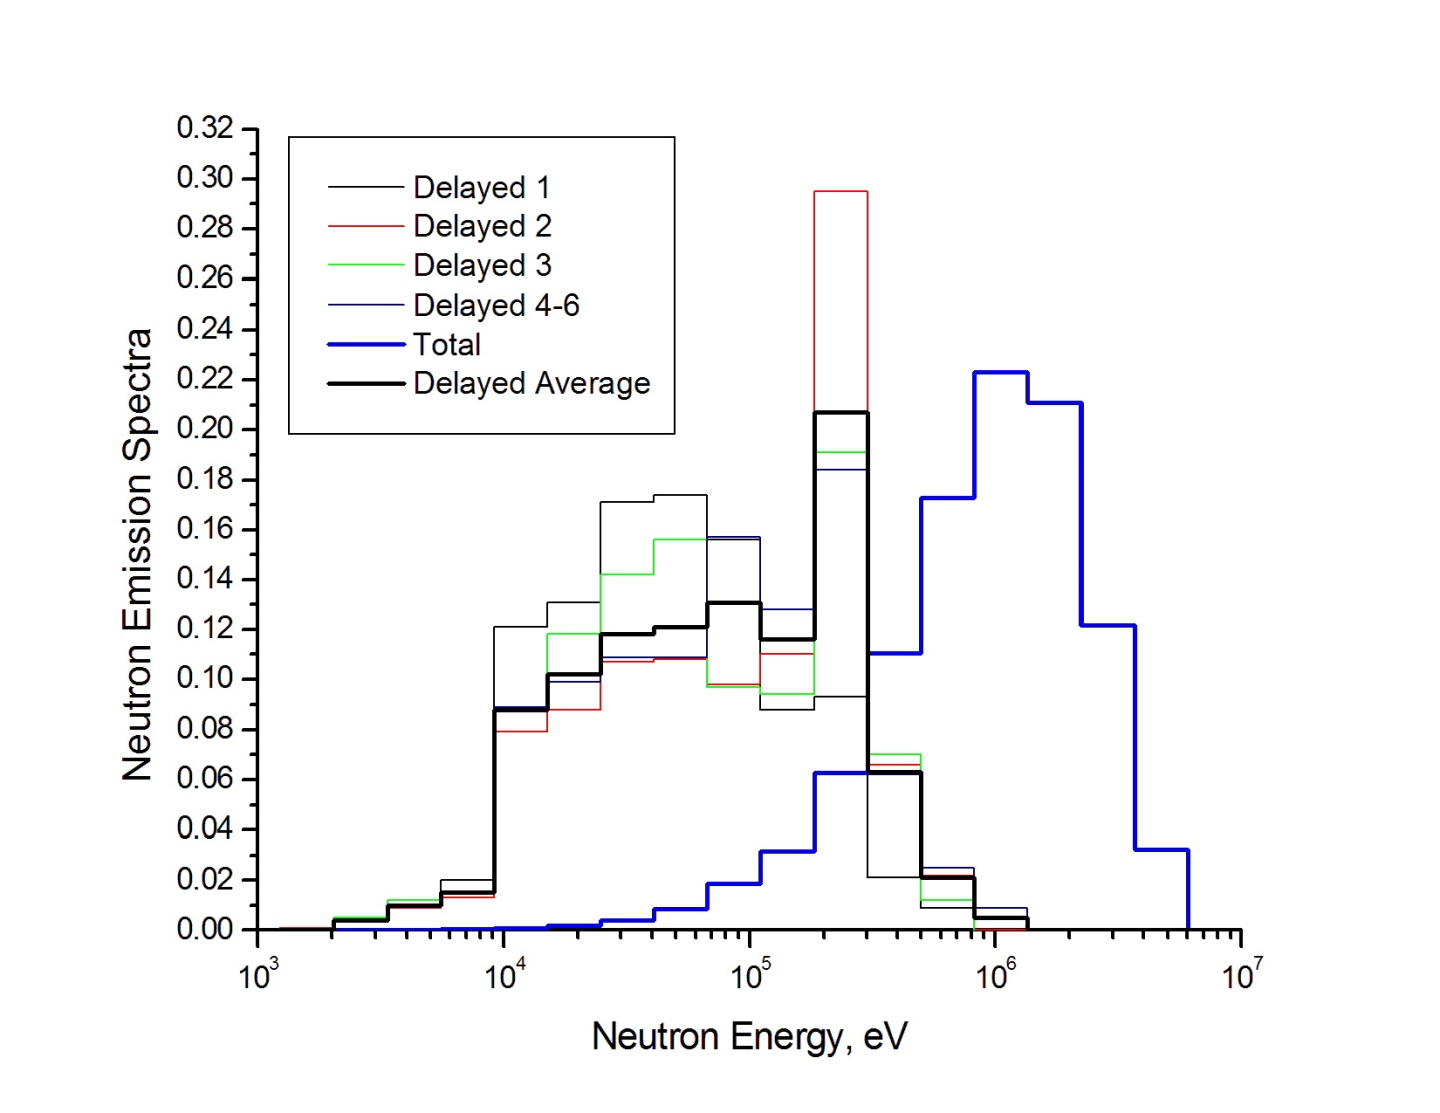 0.32
0.30
0.28
0.26
0.24
0.22
0.20
0.18
0.16
0.14
0.12
0.10
0.08
0.06
0.04
0.02
0.00
Neutron Emission Spectra
Delayed 1
Delayed 2
Delayed 3
Delayed 4-6
Total
Delayed Average
10³ 10⁴ 10⁵ 10⁶ 10⁷
Neutron Energy, eV